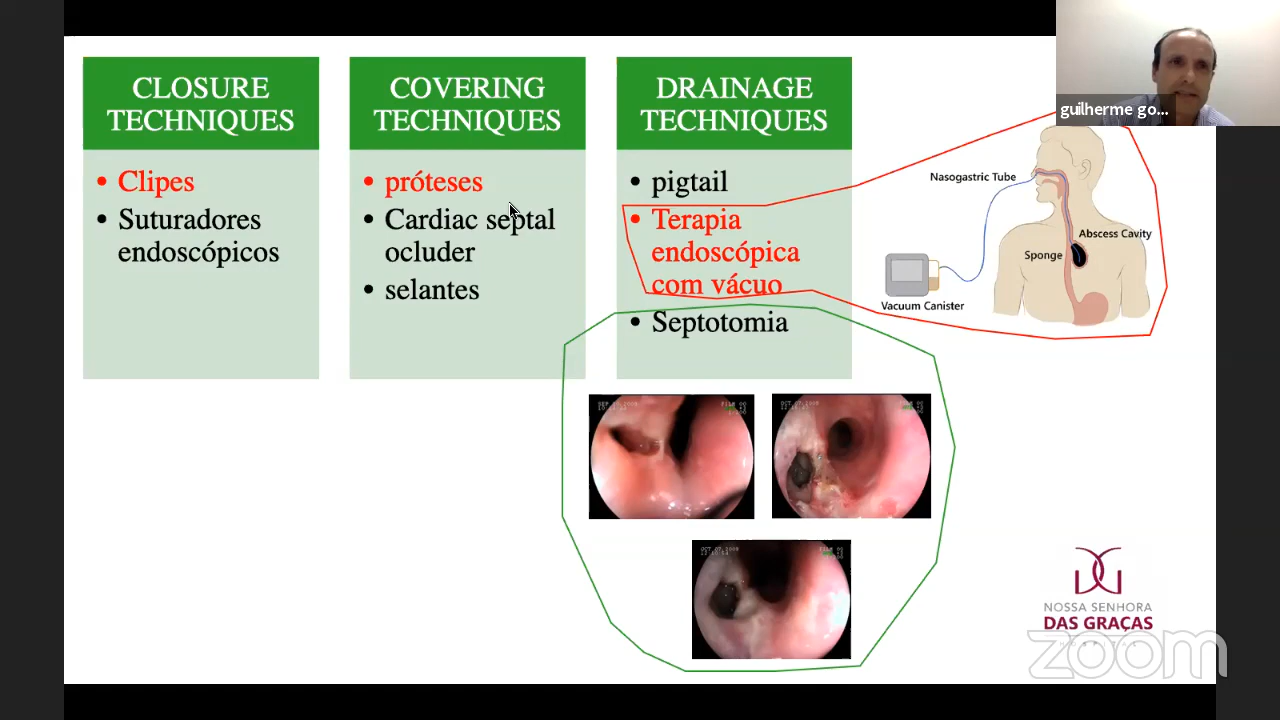 guilherme go...
CLOSURE
TECHNIQUES
• Clipes
• Suturadores
endoscópicos
COVERING
TECHNIQUES
• próteses
• Cardiac septal
ocluder
• selantes
DRAINAGE
TECHNIQUES
• pigtail
• Terapia
endoscópica
com vácuo
• Septotomia
Nasogastric Tube
Abscess Cavity
Sponge
Vacuum Canister
NOSSA SENHORA
DAS GRAÇAS
zoom